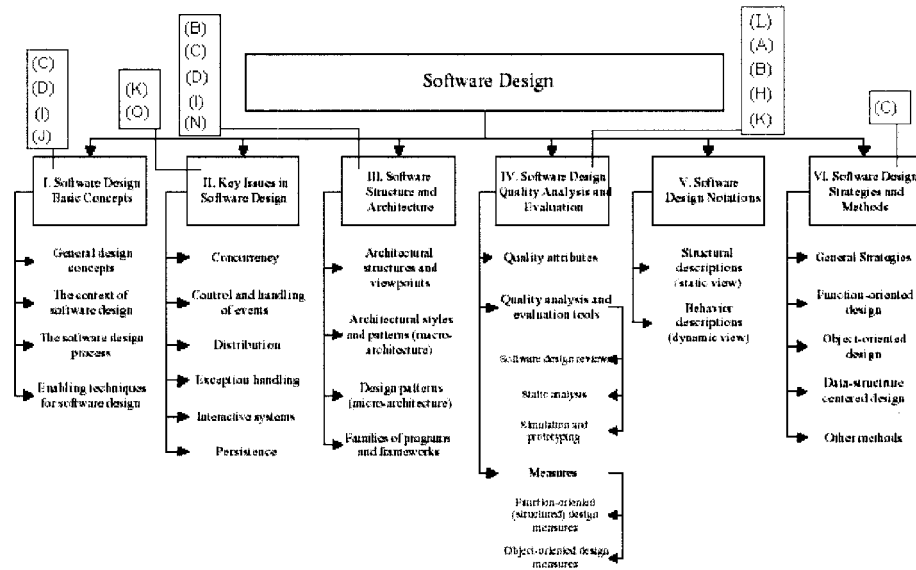 (C)
(D)
(I)
(J)
(K)
(O)
(B)
(C)
(D)
(I)
(N)
Software Design
(L)
(A)
(B)
(H)
(K)
(C)
I. Software Design
Basic Concepts
General design
concepts
The context of
software design
The software design
process
Enabling techniques
for software design
II. Key Issues in
Software Design
Concurrency
Control and handling
of events
Distribution
Exception handling
Interactive systems
Persistence
III. Software
Structure and
Architecture
Architectural
structures and
viewpoints
Architectural styles
and patterns (macro-
architecture)
Design patterns
(micro-architecture)
Families of programs
and frameworks
IV. Software Design
Quality Analysis and
Evaluation
Quality attributes
Quality analysis and
evaluation tools
Software design reviews
Static analysis
Simulation and
prototyping
Measures
Function-oriented
(structured) design
measures
Object-oriented design
measures
V. Software
Design Notations
Structural
descriptions
(static view)
Behavior
descriptions
(dynamic view)
VI. Software Design
Strategies and
Methods
General Strategies
Function-oriented
design
Object-oriented
design
Data-structure
centered design
Other methods